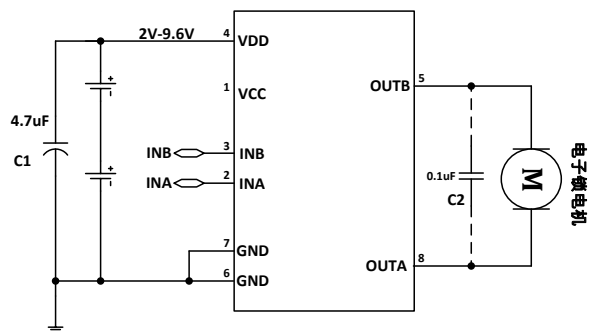 2V-9.6V
4
VDD
1
VCC
4.7uF
C1
INB
3
INB
INA
2
INA
7
GND
6
GND
OUTB
5
0.1uF
C2
M
电子锁电机
OUTA
8